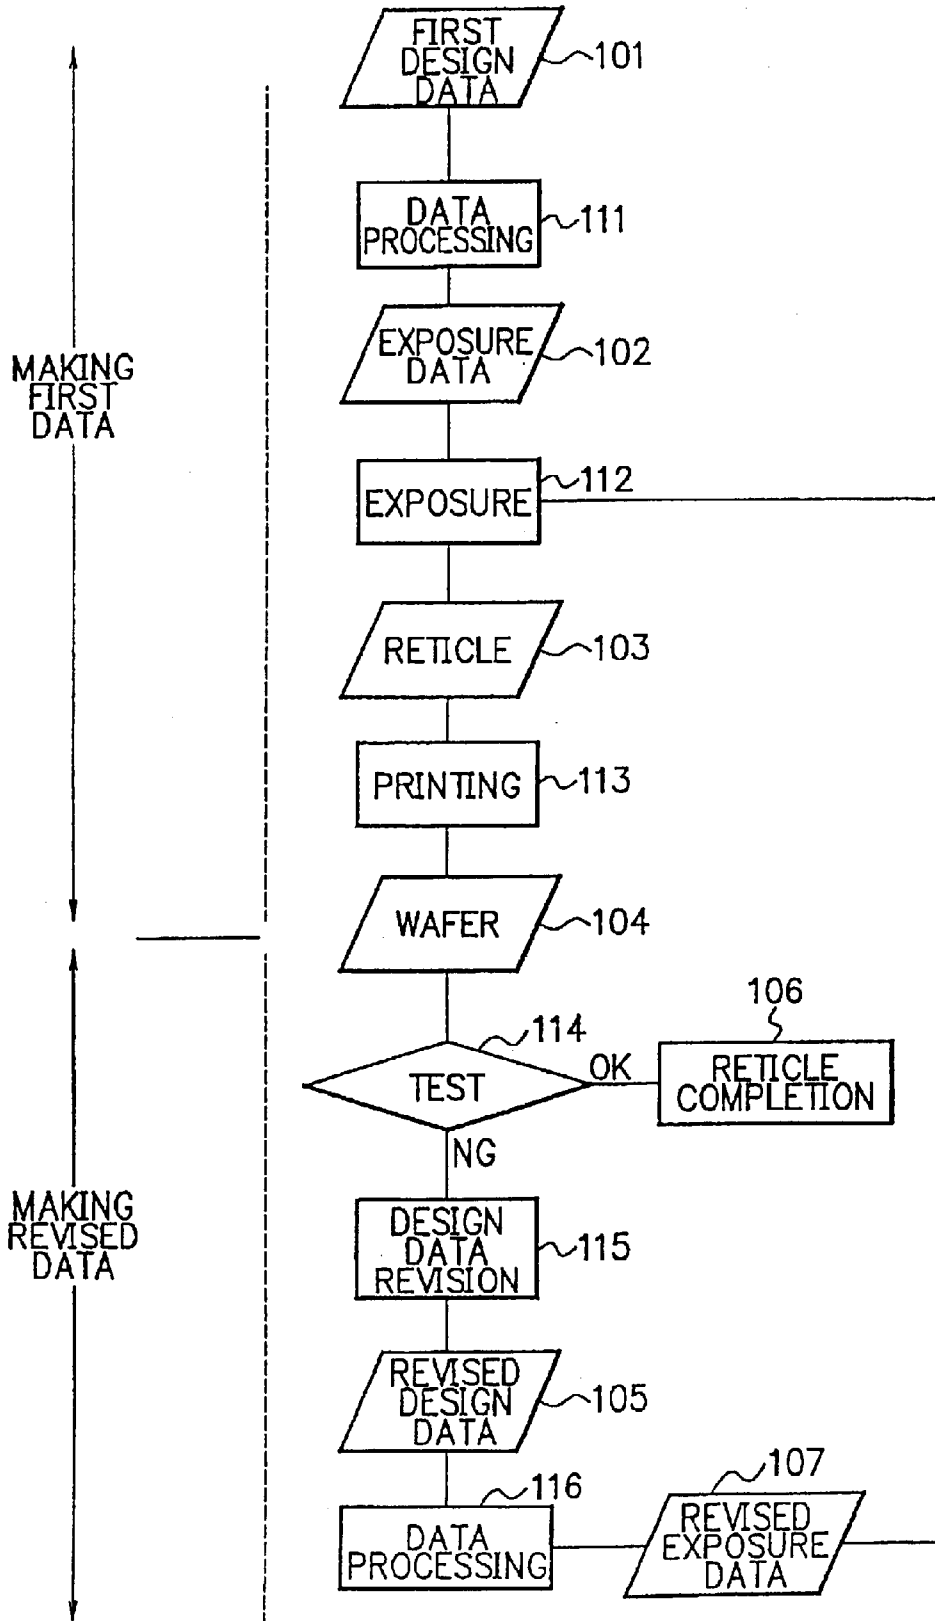 FIRST
DESIGN
DATA
101
DATA
PROCESSING
111
EXPOSURE
DATA
102
MAKING
FIRST
DATA
EXPOSURE
112
RETICLE
103
PRINTING
113
WAFER
104
TEST
114
OK
RETICLE
COMPLETION
106
NG
MAKING
REVISED
DATA
DESIGN
DATA
REVISION
115
REVISED
DESIGN
DATA
105
DATA
PROCESSING
116
REVISED
EXPOSURE
DATA
107